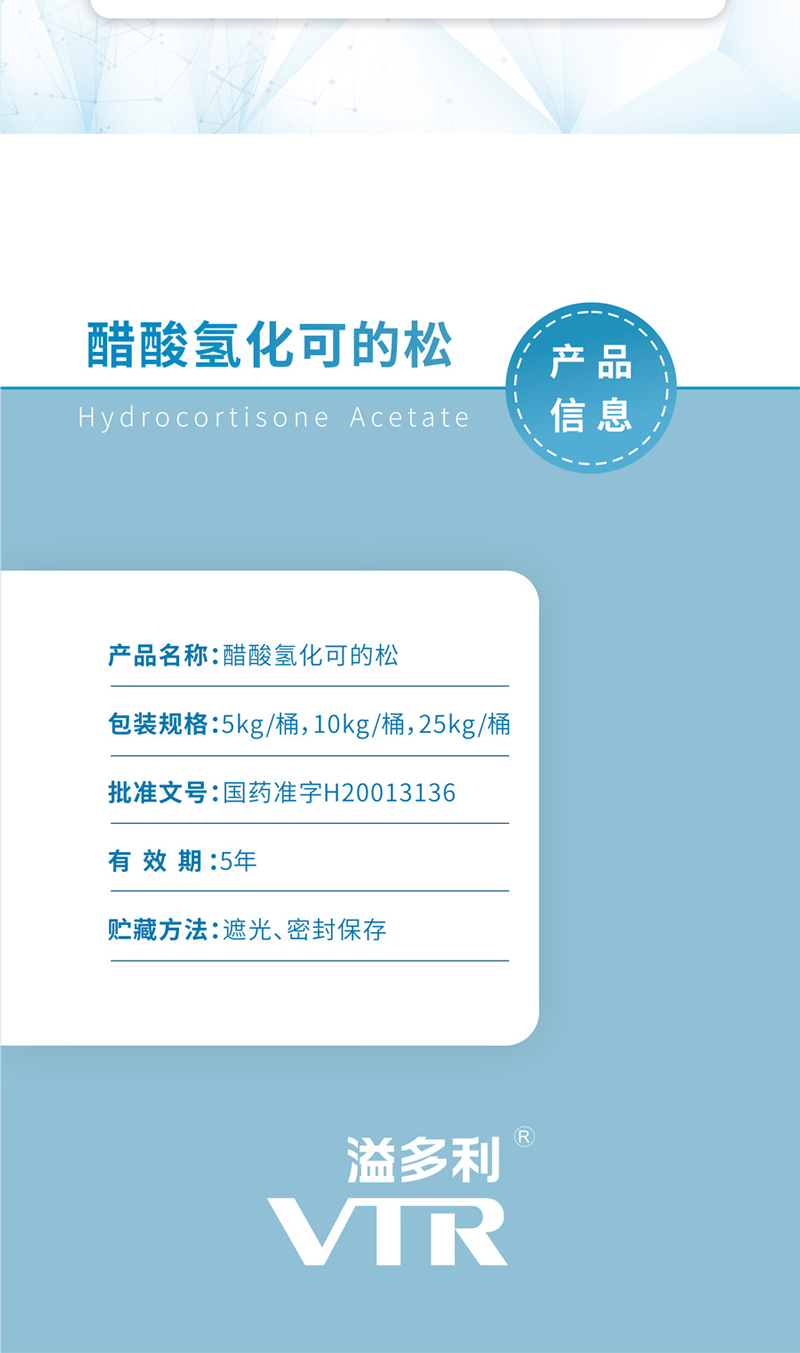 醋酸氢化可的松
Hydrocortisone Acetate
产品
信息
产品名称：醋酸氢化可的松
包装规格：5kg/桶，10kg/桶，25kg/桶
批准文号：国药准字H20013136
有效期：5年
贮藏方法：遮光、密封保存
溢多利®
VTR